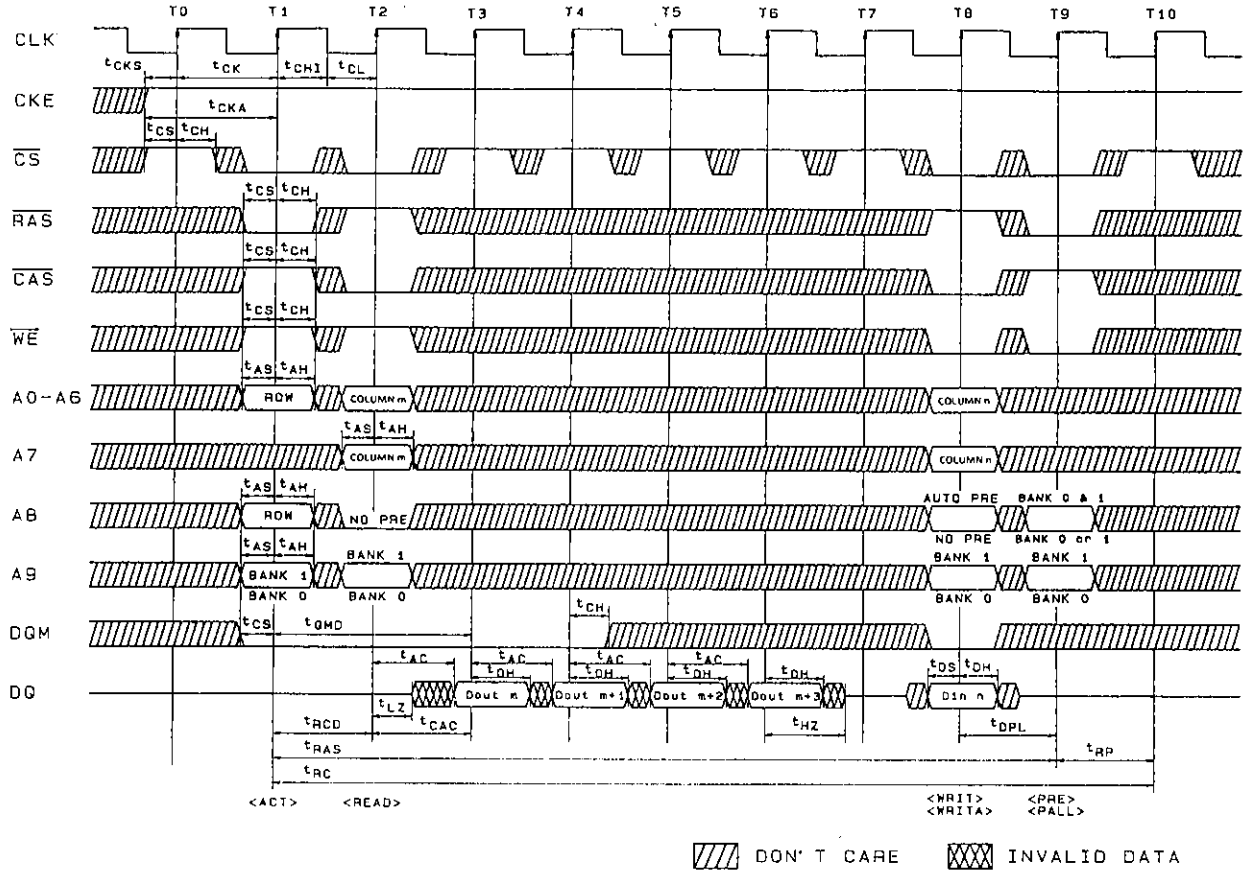 T0 T1 T2 T3 T4 T5 T6 T7 T8 T9 T10
CLK
tCKS tCK tCHI tCL
CKE
tCKA
tCS tCH
CS
tCS tCH
RAS
tCS tCH
CAS
tCS tCH
WE
tAS tAH
A0-A6 ROW COLUMN m COLUMN n
tAS tAH
A7 COLUMN m COLUMN n
tAS tAH AUTO PRE BANK 0 & 1
A8 ROW NO PRE
NO PRE BANK 0 or 1
tAS tAH BANK 1 BANK 1 BANK 1
A9 BANK 1
BANK 0 BANK 0 BANK 0 BANK 0
tCH
DQM tCS tQMD
tAC tAC tAC tAC
tOH tOH tOH tOH tDS tDH
DQ Dout m Dout m+1 Dout m+2 Dout m+3 Din n
tLZ
tRCD tCAC tHZ tDPL
tRAS tRP
tRC
<ACT> <READ> <WRIT> <PRE>
<WRITA> <PALL>
DON'T CARE INVALID DATA